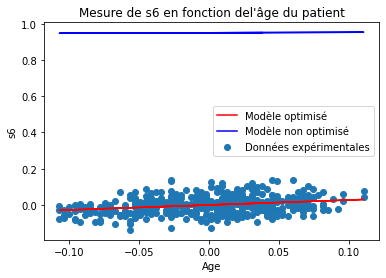 Mesure de s6 en fonction del'âge du patient
1.0
0.8
0.6
0.4
0.2
0.0
s6
Modèle optimisé
Modèle non optimisé
Données expérimentales
−0.10
−0.05
0.00
0.05
0.10
Age